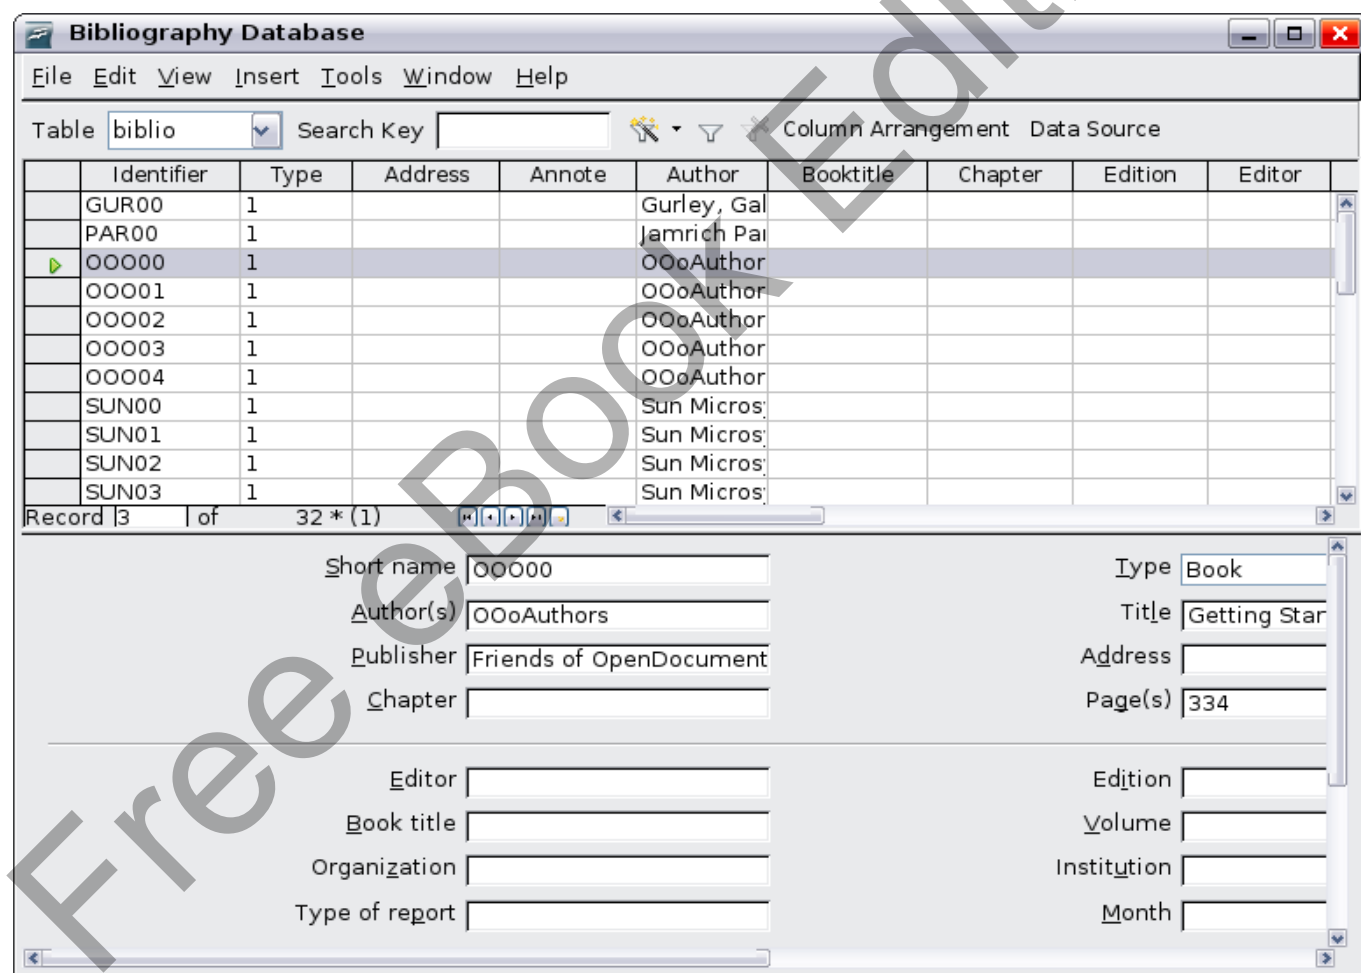 Bibliography Database
File Edit View Insert Tools Window Help
Table biblio Search Key Column Arrangement Data Source
Identifier Type Address Annote Author Booktitle Chapter Edition Editor
GUR00 1 Gurley, Gal
PAR00 1 Jamrich Par
OOO00 1 OOoAuthor
OOO01 1 OOoAuthor
OOO02 1 OOoAuthor
OOO03 1 OOoAuthor
OOO04 1 OOoAuthor
SUN00 1 Sun Micros
SUN01 1 Sun Micros
SUN02 1 Sun Micros
SUN03 1 Sun Micros
Record 3 of 32 * (1)
Short name OOO00 Type Book
Author(s) OOoAuthors Title Getting Star
Publisher Friends of OpenDocument Address
Chapter Page(s) 334
Editor Edition
Book title Volume
Organization Institution
Type of report Month
Free eBook Edit